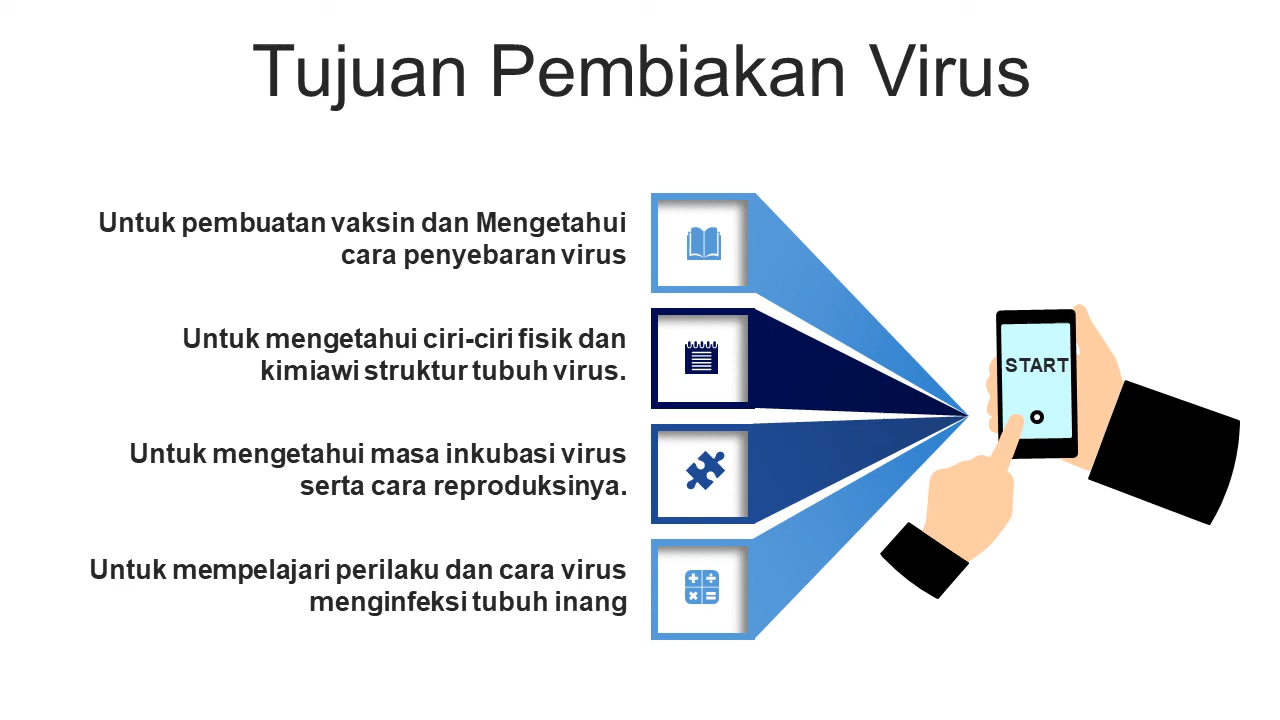 Tujuan Pembiakan Virus
Untuk pembuatan vaksin dan Mengetahui
cara penyebaran virus
Untuk mengetahui ciri-ciri fisik dan
kimiawi struktur tubuh virus.
Untuk mengetahui masa inkubasi virus
serta cara reproduksinya.
Untuk mempelajari perilaku dan cara virus
menginfeksi tubuh inang
START